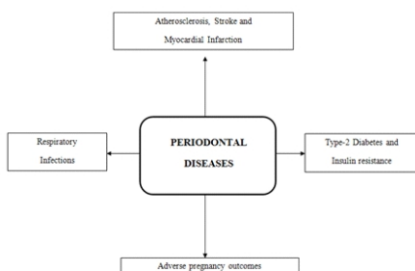 Atherosclerosis, Stroke and
Myocardial Infarction
Respiratory
Infections
PERIODONTAL
DISEASES
Type-2 Diabetes and
Insulin resistance
Adverse pregnancy outcomes